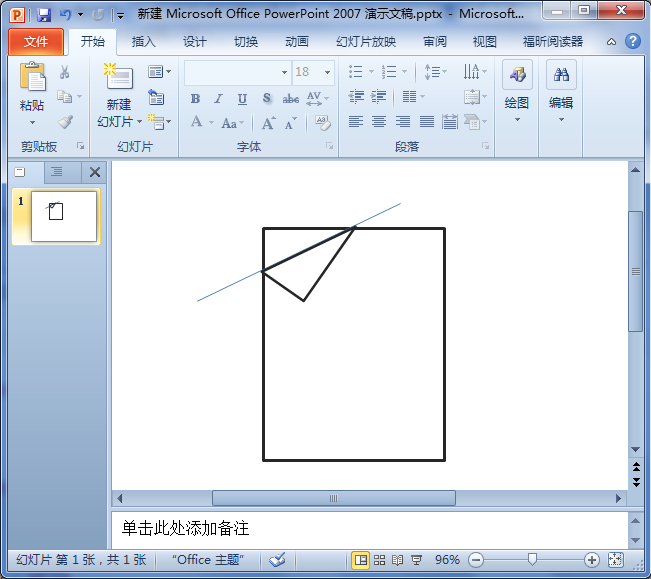 新建 Microsoft Office PowerPoint 2007 演示文稿.pptx - Microsoft...
文件 开始 插入 设计 切换 动画 幻灯片放映 审阅 视图 福昕阅读器
18
B I U S abc AV
A Aa A A
粘贴 新建 绘图 编辑
幻灯片
剪贴板 幻灯片 字体 段落
1
单击此处添加备注
幻灯片 第 1 张，共 1 张 “Office 主题” 96%